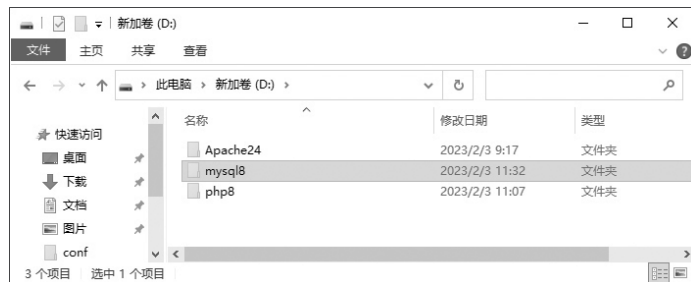 新加卷 (D:)
文件 主页 共享 查看
此电脑 › 新加卷 (D:) ›
名称 修改日期 类型
快速访问
桌面
下载
文档
图片
conf
Apache24 2023/2/3 9:17 文件夹
mysql8 2023/2/3 11:32 文件夹
php8 2023/2/3 11:07 文件夹
3 个项目 选中 1 个项目